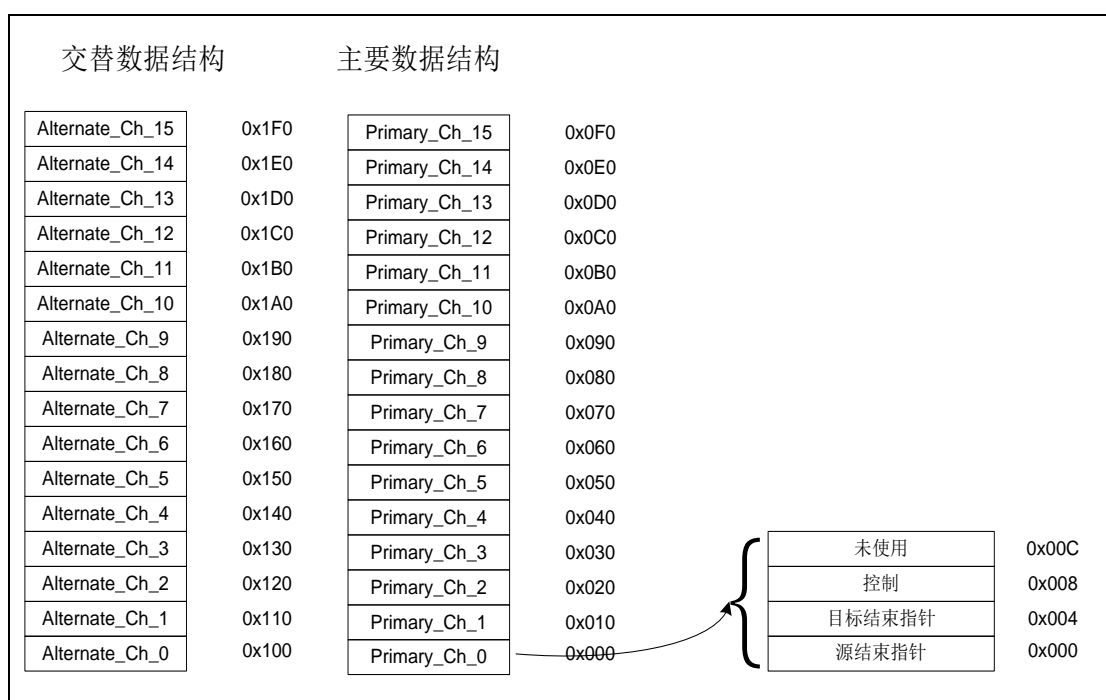 交替数据结构 主要数据结构
Alternate_Ch_15 0x1F0 Primary_Ch_15 0x0F0
Alternate_Ch_14 0x1E0 Primary_Ch_14 0x0E0
Alternate_Ch_13 0x1D0 Primary_Ch_13 0x0D0
Alternate_Ch_12 0x1C0 Primary_Ch_12 0x0C0
Alternate_Ch_11 0x1B0 Primary_Ch_11 0x0B0
Alternate_Ch_10 0x1A0 Primary_Ch_10 0x0A0
Alternate_Ch_9 0x190 Primary_Ch_9 0x090
Alternate_Ch_8 0x180 Primary_Ch_8 0x080
Alternate_Ch_7 0x170 Primary_Ch_7 0x070
Alternate_Ch_6 0x160 Primary_Ch_6 0x060
Alternate_Ch_5 0x150 Primary_Ch_5 0x050
Alternate_Ch_4 0x140 Primary_Ch_4 0x040
Alternate_Ch_3 0x130 Primary_Ch_3 0x030 未使用 0x00C
Alternate_Ch_2 0x120 Primary_Ch_2 0x020 控制 0x008
Alternate_Ch_1 0x110 Primary_Ch_1 0x010 目标结束指针 0x004
Alternate_Ch_0 0x100 Primary_Ch_0 0x000 源结束指针 0x000